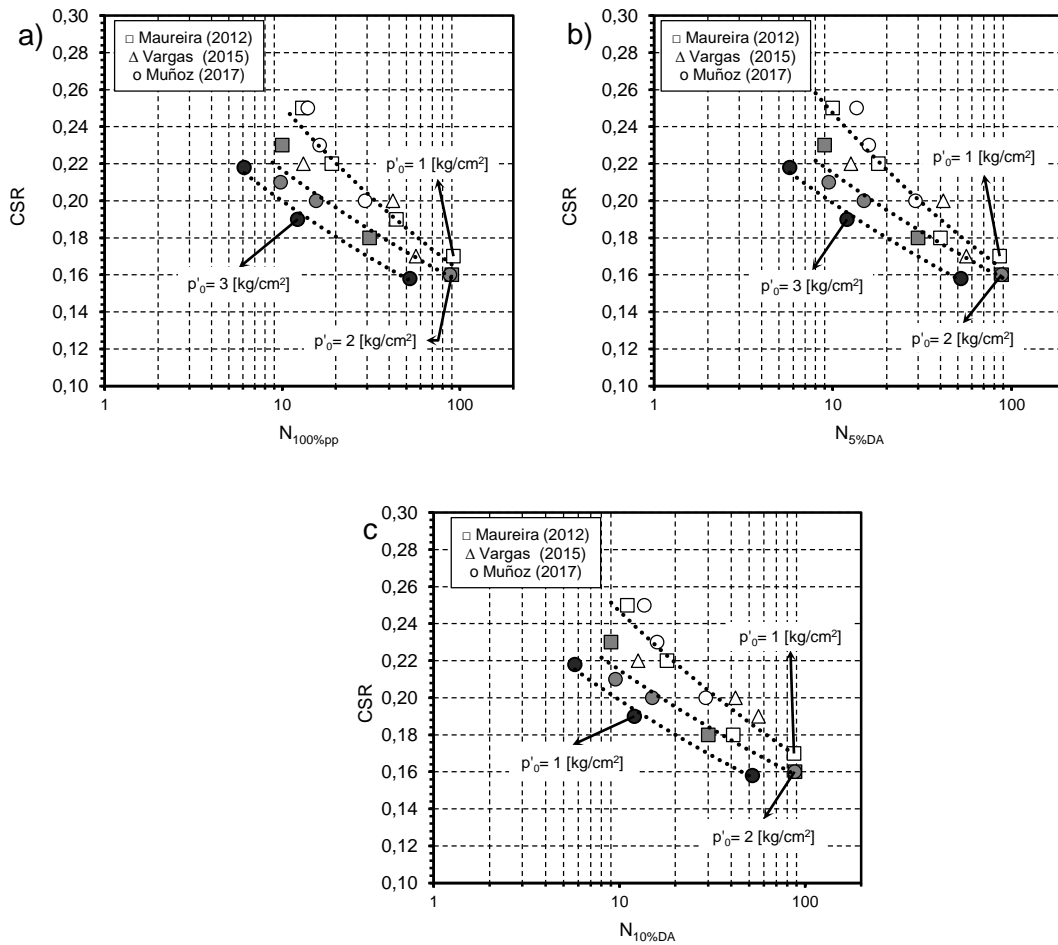 a)
□ Maureira (2012)
Δ Vargas (2015)
o Muñoz (2017)
0,30
0,28
0,26
0,24
0,22
0,20
0,18
0,16
0,14
0,12
0,10
CSR
p'0= 1 [kg/cm2]
p'0= 3 [kg/cm2]
p'0= 2 [kg/cm2]
1
10
100
N100%pp
b)
□ Maureira (2012)
Δ Vargas (2015)
o Muñoz (2017)
0,30
0,28
0,26
0,24
0,22
0,20
0,18
0,16
0,14
0,12
0,10
CSR
p'0= 1 [kg/cm2]
p'0= 3 [kg/cm2]
p'0= 2 [kg/cm2]
1
10
100
N5%DA
c
□ Maureira (2012)
Δ Vargas (2015)
o Muñoz (2017)
0,30
0,28
0,26
0,24
0,22
0,20
0,18
0,16
0,14
0,12
0,10
CSR
p'0= 1 [kg/cm2]
p'0= 1 [kg/cm2]
p'0= 2 [kg/cm2]
1
10
100
N10%DA